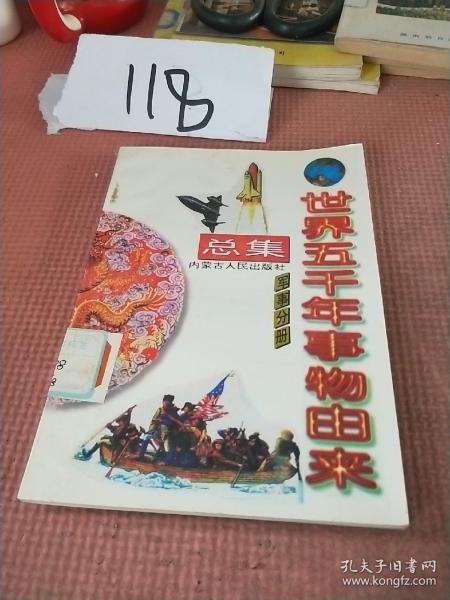 118
世界五千年事物由来
总集
内蒙古人民出版社
军事分册
孔夫子旧书网
www.kongfz.com